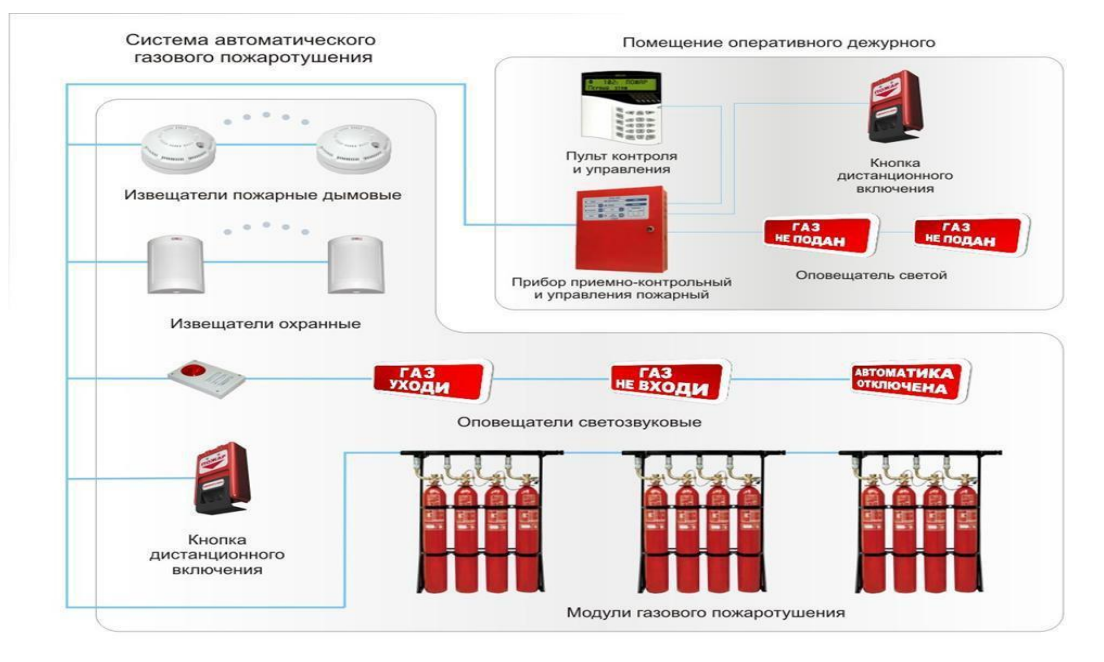 Система автоматического
газового пожаротушения
Помещение оперативного дежурного
Извещатели пожарные дымовые
Пульт контроля
и управления
Кнопка
дистанционного
включения
ГАЗ
НЕ ПОДАН
ГАЗ
НЕ ПОДАН
Оповещатель светой
Прибор приемно-контрольный
и управления пожарный
Извещатели охранные
ГАЗ
УХОДИ
ГАЗ
НЕ ВХОДИ
АВТОМАТИКА
ОТКЛЮЧЕНА
Оповещатели светозвуковые
Кнопка
дистанционного
включения
Модули газового пожаротушения